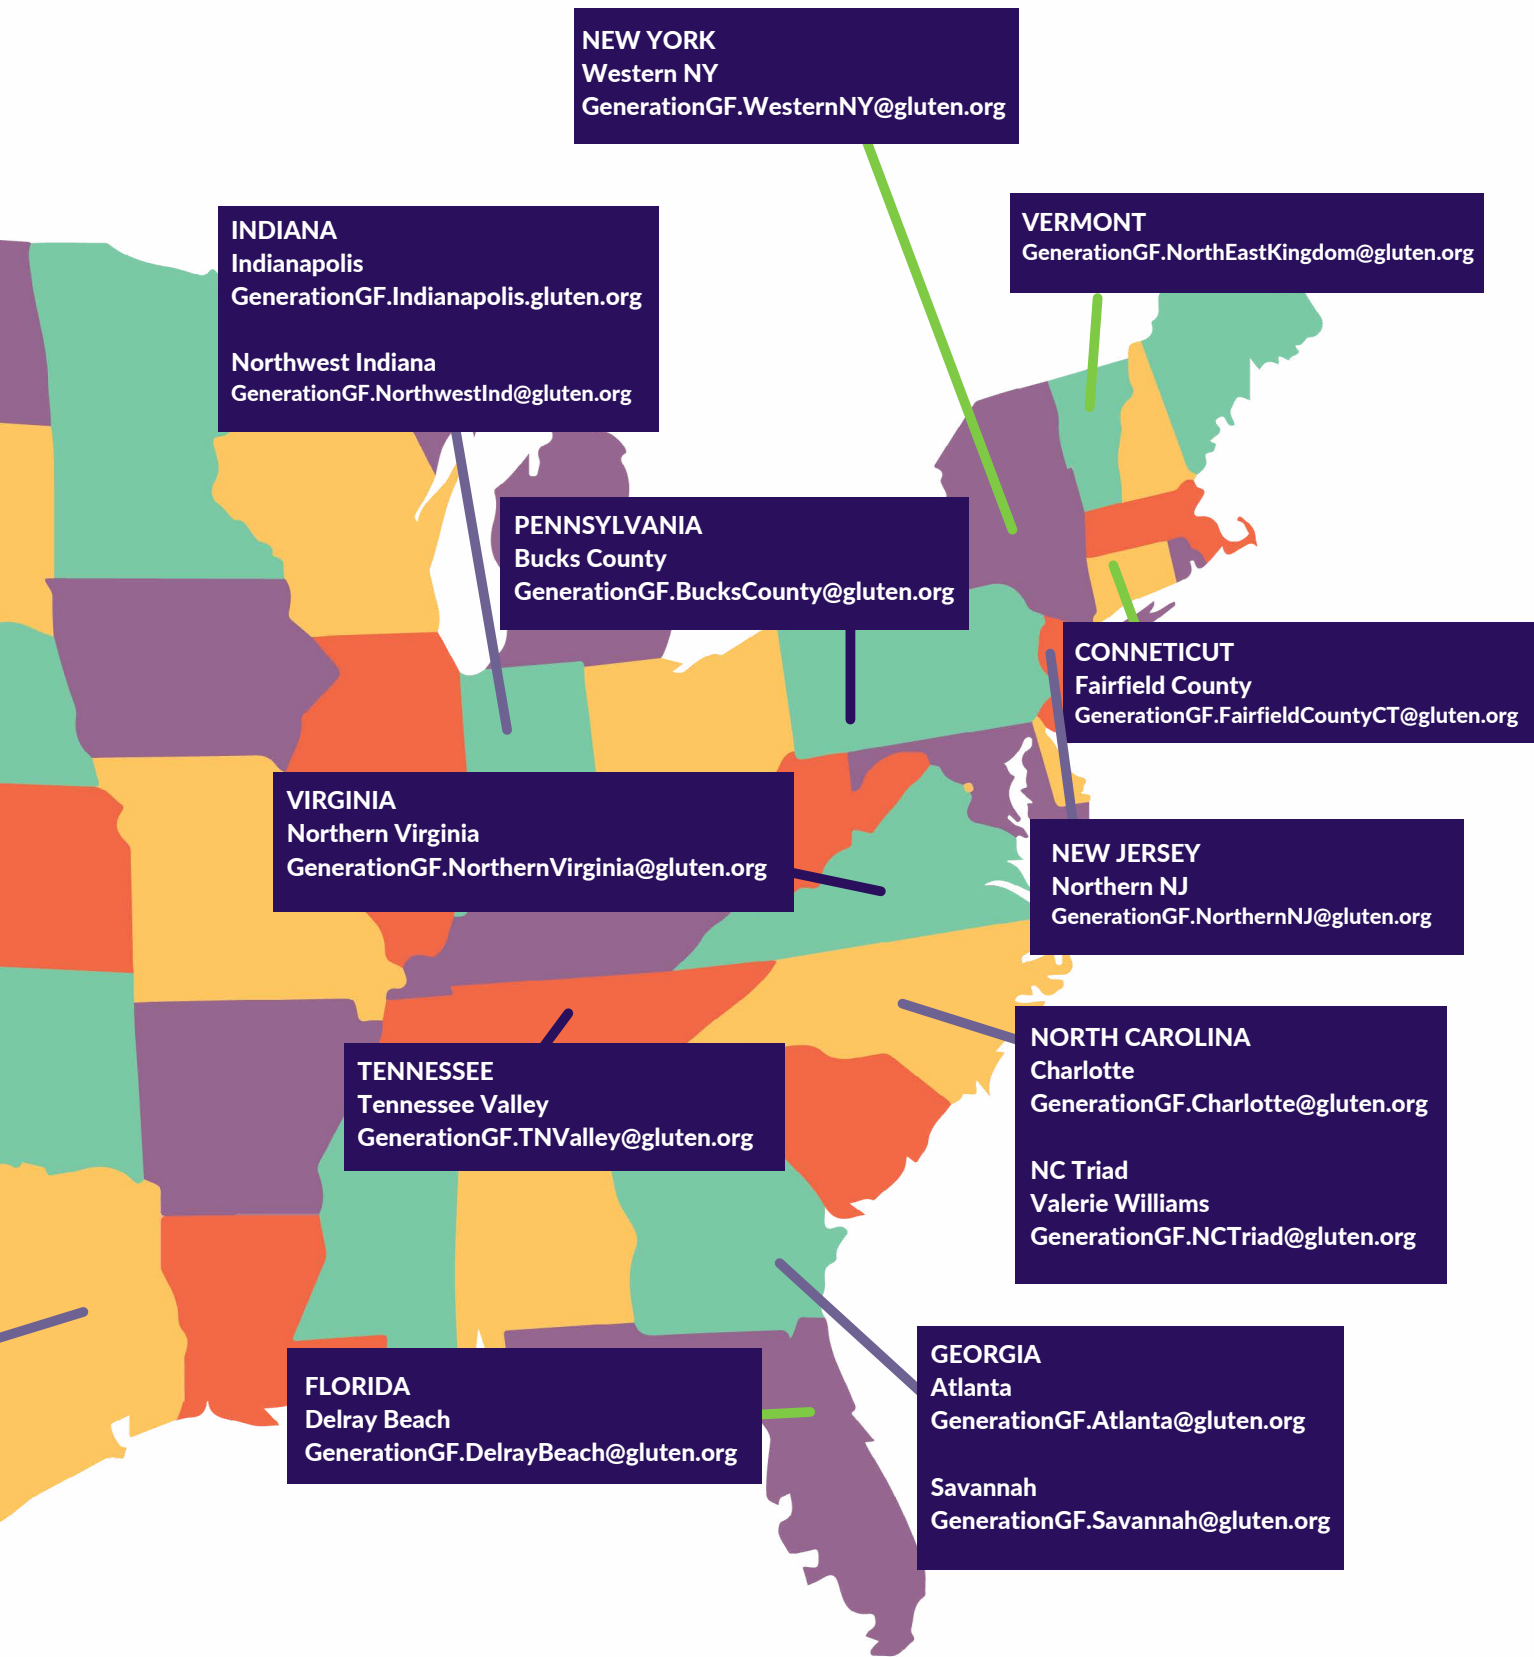 NEW YORK
Western NY
GenerationGF.WesternNY@gluten.org
VERMONT
GenerationGF.NorthEastKingdom@gluten.org
INDIANA
Indianapolis
GenerationGF.Indianapolis.gluten.org
Northwest Indiana
GenerationGF.NorthwestInd@gluten.org
PENNSYLVANIA
Bucks County
GenerationGF.BucksCounty@gluten.org
CONNETICUT
Fairfield County
GenerationGF.FairfieldCountyCT@gluten.org
VIRGINIA
Northern Virginia
GenerationGF.NorthernVirginia@gluten.org
NEW JERSEY
Northern NJ
GenerationGF.NorthernNJ@gluten.org
TENNESSEE
Tennessee Valley
GenerationGF.TNValley@gluten.org
NORTH CAROLINA
Charlotte
GenerationGF.Charlotte@gluten.org
NC Triad
Valerie Williams
GenerationGF.NCTriad@gluten.org
FLORIDA
Delray Beach
GenerationGF.DelrayBeach@gluten.org
GEORGIA
Atlanta
GenerationGF.Atlanta@gluten.org
Savannah
GenerationGF.Savannah@gluten.org